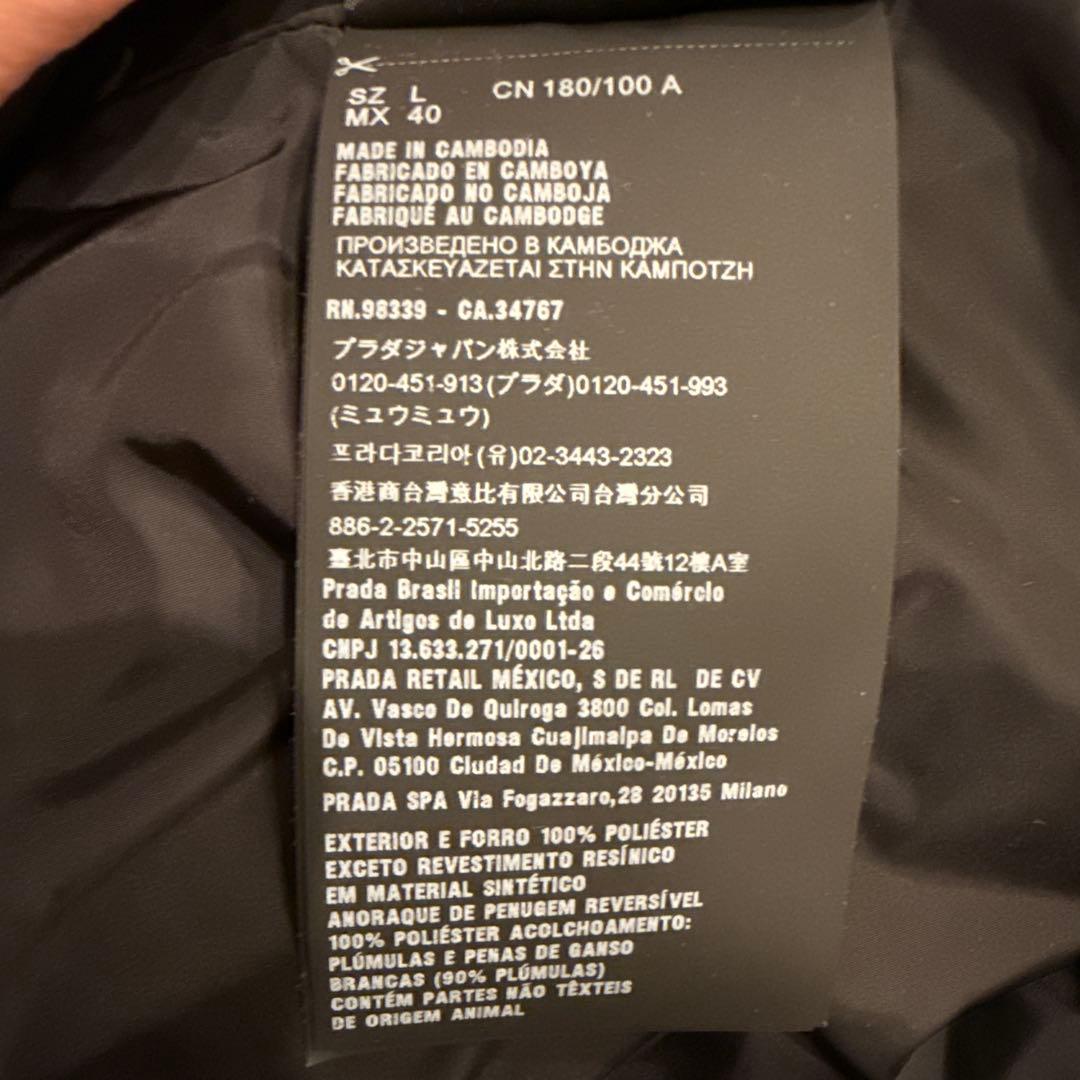 SZ L CN 180/100 A
MX 40
MADE IN CAMBODIA
FABRICADO EN CAMBOYA
FABRICADO NO CAMBOJA
FABRIQUÉ AU CAMBODGE
ПРОИЗВЕДЕНО В КАМБОДЖА
ΚΑΤΑΣΚΕΥΑΖΕΤΑΙ ΣΤΗΝ ΚΑΜΠΟΤΖΗ
RN.98339 - CA.34767
プラダジャパン株式会社
0120-451-913(プラダ)0120-451-993
(ミュウミュウ)
프라다코리아(유)02-3443-2323
香港商台灣意比有限公司台灣分公司
886-2-2571-5255
臺北市中山區中山北路二段44號12樓A室
Prada Brasil Importação e Comércio
de Artigos de Luxo Ltda
CNPJ 13.633.271/0001-26
PRADA RETAIL MÉXICO, S DE RL DE CV
AV. Vasco De Quiroga 3800 Col. Lomas
De Vista Hermosa Cuajimalpa De Morelos
C.P. 05100 Ciudad De México-México
PRADA SPA Via Fogazzaro,28 20135 Milano
EXTERIOR E FORRO 100% POLIÉSTER
EXCETO REVESTIMENTO RESÍNICO
EM MATERIAL SINTÉTICO
ANORAQUE DE PENUGEM REVERSÍVEL
100% POLIÉSTER ACOLCHOAMENTO:
PLÚMULAS E PENAS DE GANSO
BRANCAS (90% PLÚMULAS)
CONTÉM PARTES NÃO TÊXTEIS
DE ORIGEM ANIMAL